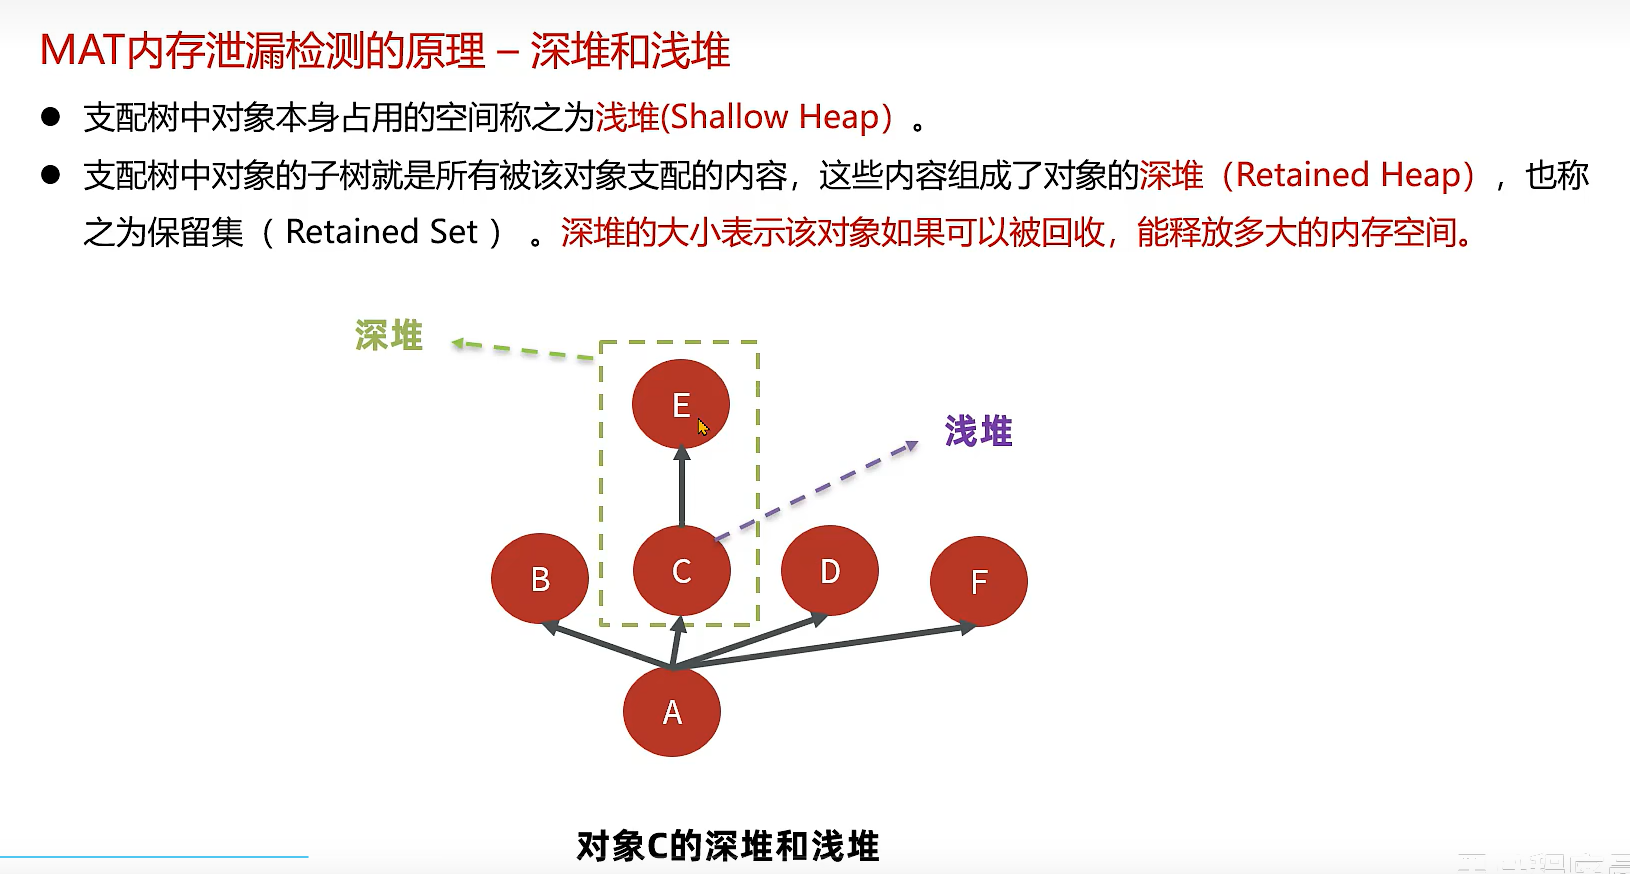 MAT内存泄漏检测的原理 – 深堆和浅堆
● 支配树中对象本身占用的空间称之为浅堆(Shallow Heap）。
● 支配树中对象的子树就是所有被该对象支配的内容，这些内容组成了对象的深堆（Retained Heap），也称
之为保留集（ Retained Set ） 。深堆的大小表示该对象如果可以被回收，能释放多大的内存空间。
深堆
E
浅堆
B
C
D
F
A
对象C的深堆和浅堆